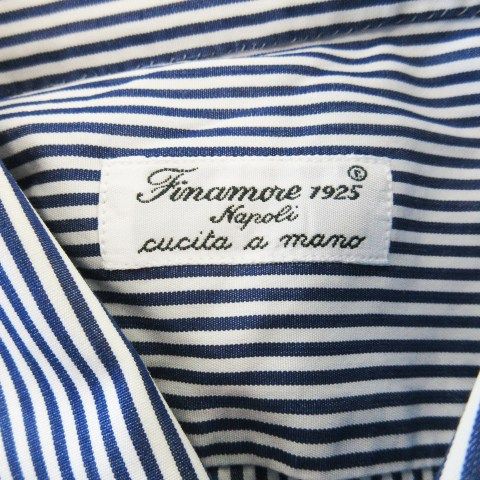 Finamore 1925®
Napoli
cucita a mano